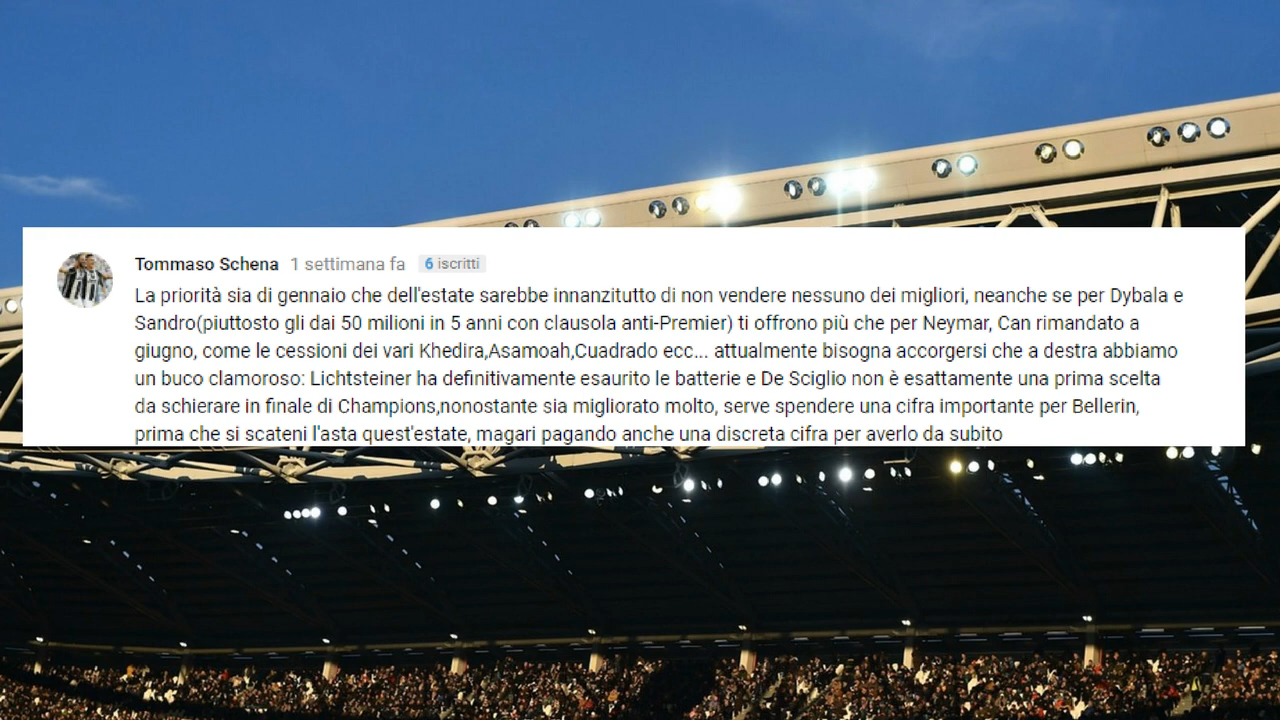 Tommaso Schena 1 settimana fa 6 iscritti
La priorità sia di gennaio che dell'estate sarebbe innanzitutto di non vendere nessuno dei migliori, neanche se per Dybala e
Sandro(piuttosto gli dai 50 milioni in 5 anni con clausola anti-Premier) ti offrono più che per Neymar, Can rimandato a
giugno, come le cessioni dei vari Khedira,Asamoah,Cuadrado ecc... attualmente bisogna accorgersi che a destra abbiamo
un buco clamoroso: Lichtsteiner ha definitivamente esaurito le batterie e De Sciglio non è esattamente una prima scelta
da schierare in finale di Champions,nonostante sia migliorato molto, serve spendere una cifra importante per Bellerin,
prima che si scateni l'asta quest'estate, magari pagando anche una discreta cifra per averlo da subito